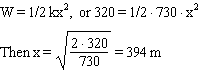 W = 1/2 kx², or 320 = 1/2 · 730 · x²
Then x = √(2 · 320 / 730) = 394 m